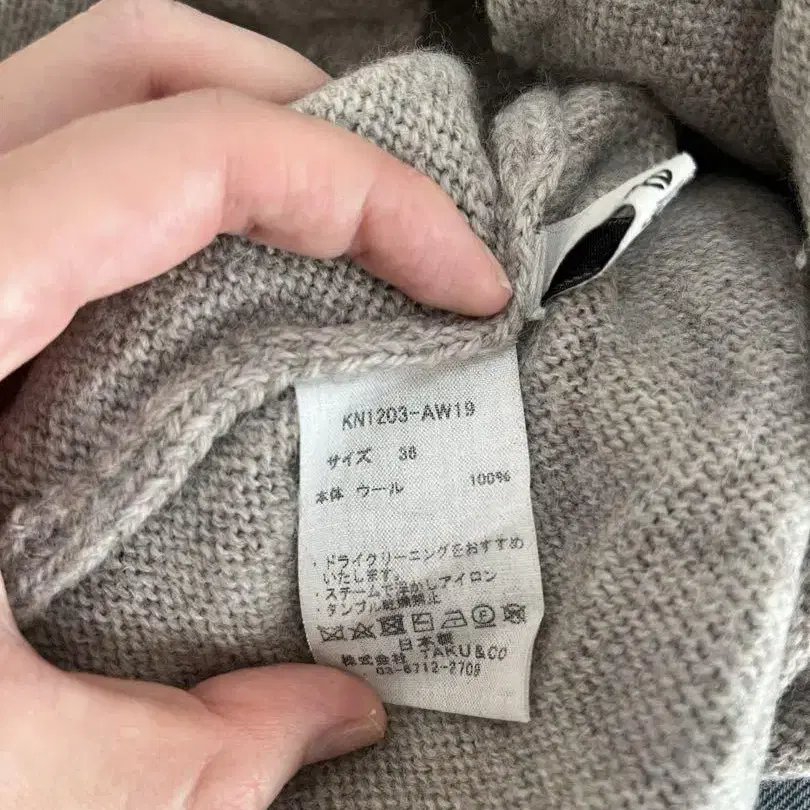 KN1203-AW19
サイズ 36
本体 ウール 100%
・ドライクリーニングをおすすめ
いたします。
・スチームで浮かしアイロン
・タンブル乾燥禁止
日本製
株式会社 TAKU&CO
03-6712-2709